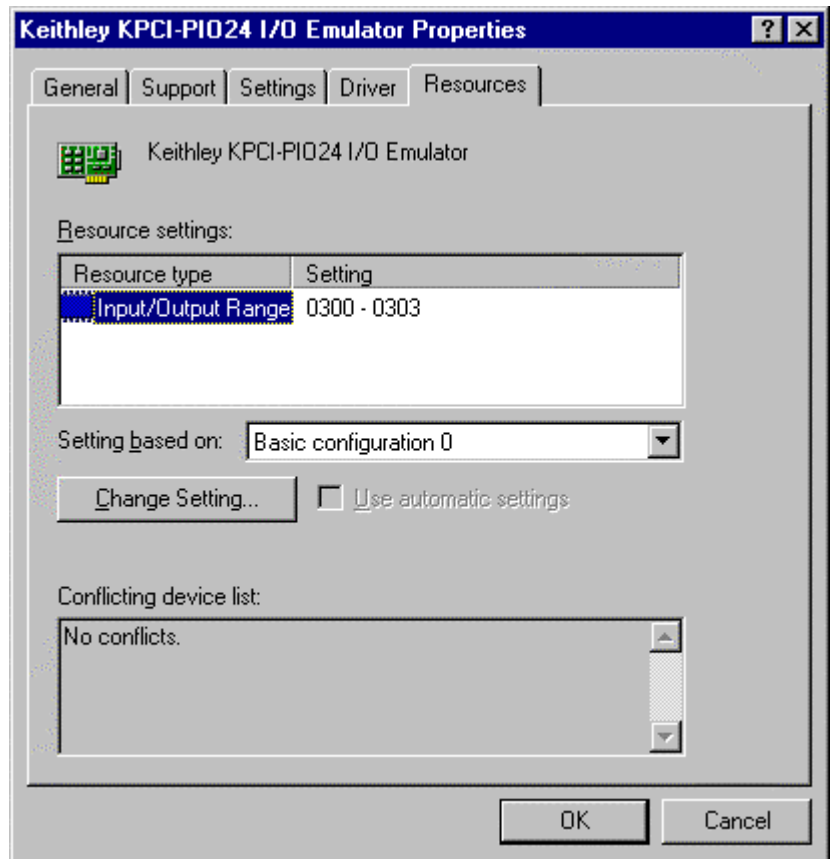 Keithley KPCI-PIO24 I/O Emulator Properties
General Support Settings Driver Resources
Keithley KPCI-PIO24 I/O Emulator
Resource settings:
Resource type Setting
Input/Output Range 0300 - 0303
Setting based on: Basic configuration 0
Change Setting... Use automatic settings
Conflicting device list:
No conflicts.
OK Cancel